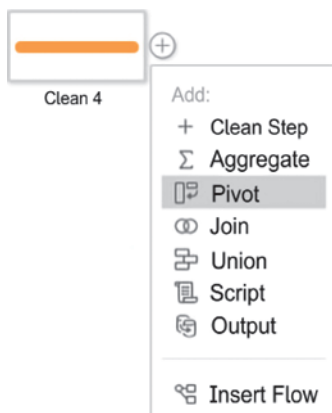 Clean 4
Add:
Clean Step
Aggregate
Pivot
Join
Union
Script
Output
Insert Flow